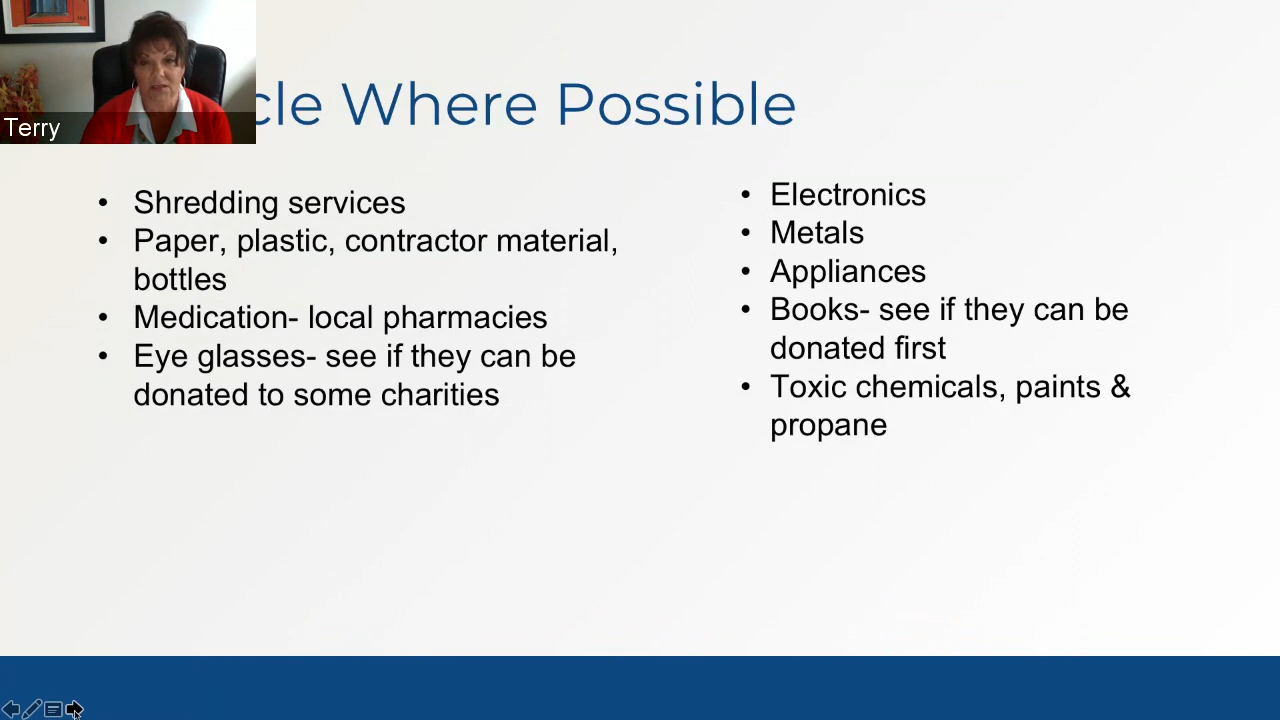 Terry
cle Where Possible
• Shredding services
• Paper, plastic, contractor material,
bottles
• Medication- local pharmacies
• Eye glasses- see if they can be
donated to some charities
• Electronics
• Metals
• Appliances
• Books- see if they can be
donated first
• Toxic chemicals, paints &
propane